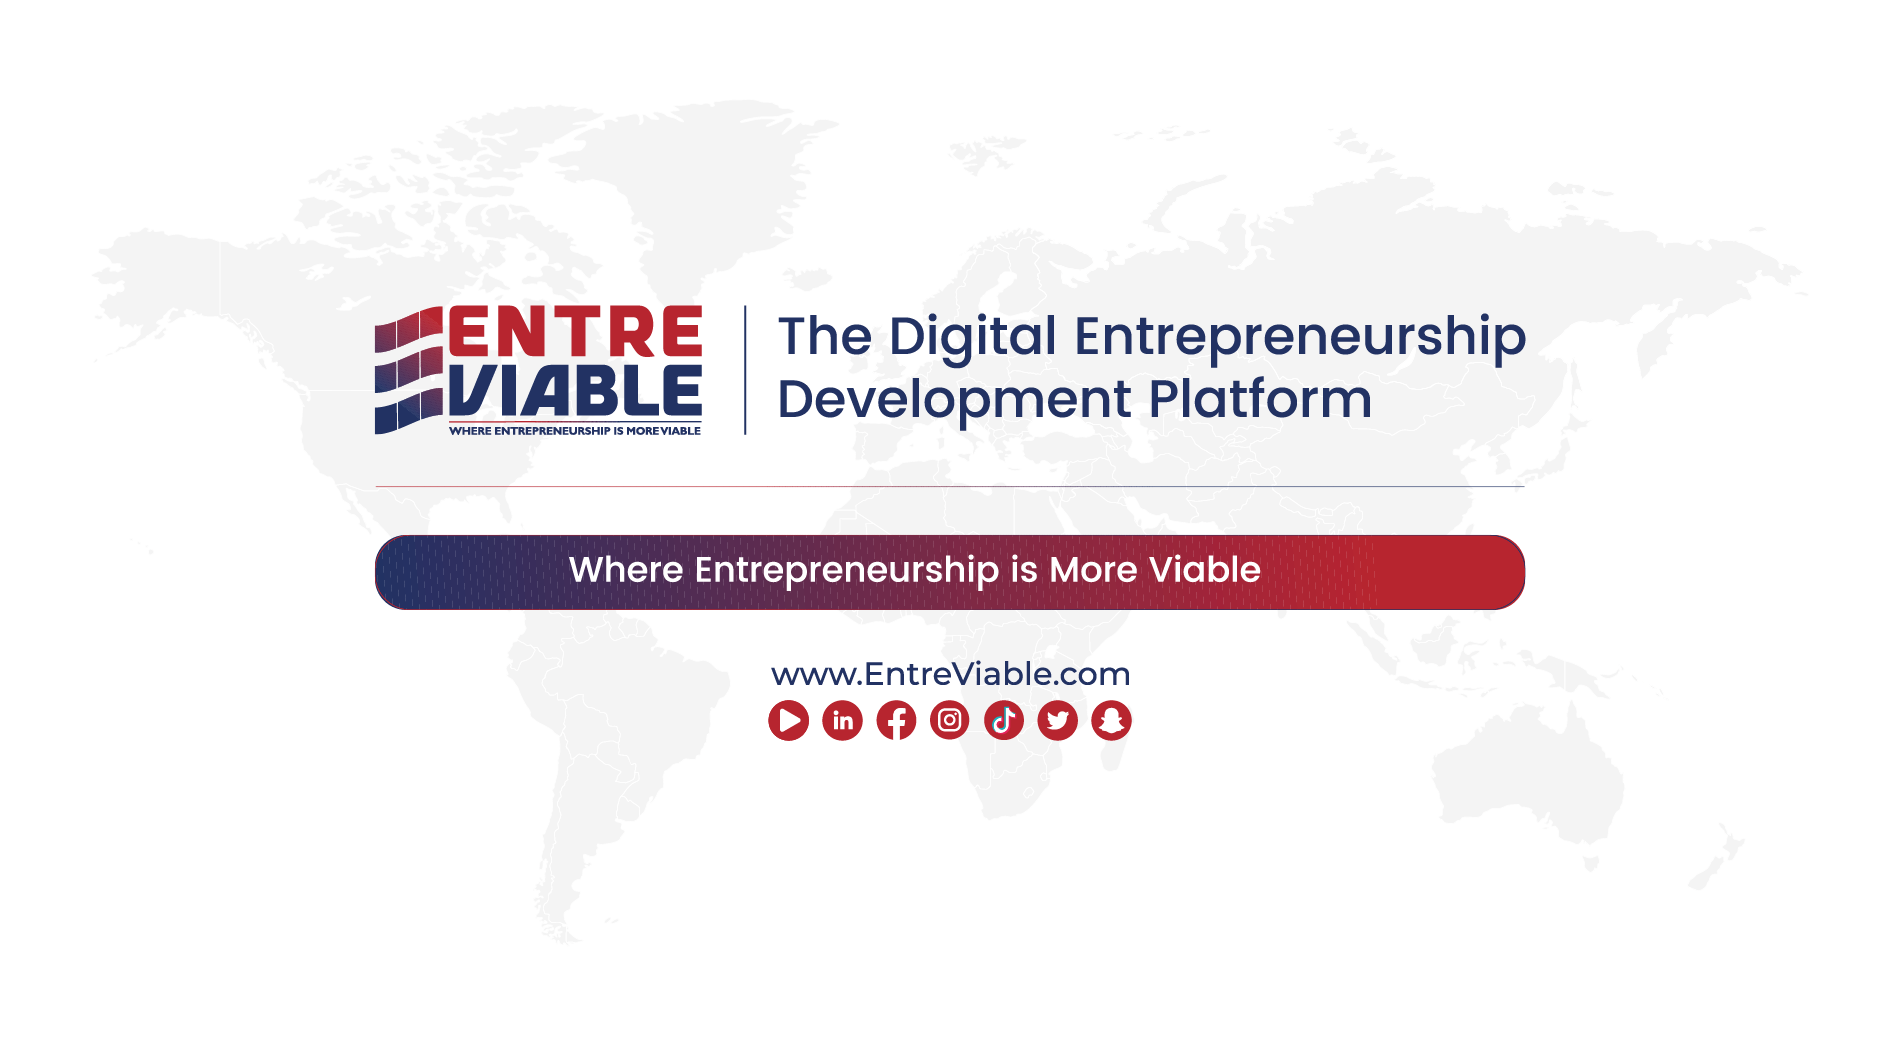 ENTRE
VIABLE
WHERE ENTREPRENEURSHIP IS MORE VIABLE
The Digital Entrepreneurship
Development Platform
Where Entrepreneurship is More Viable
www.EntreViable.com
in